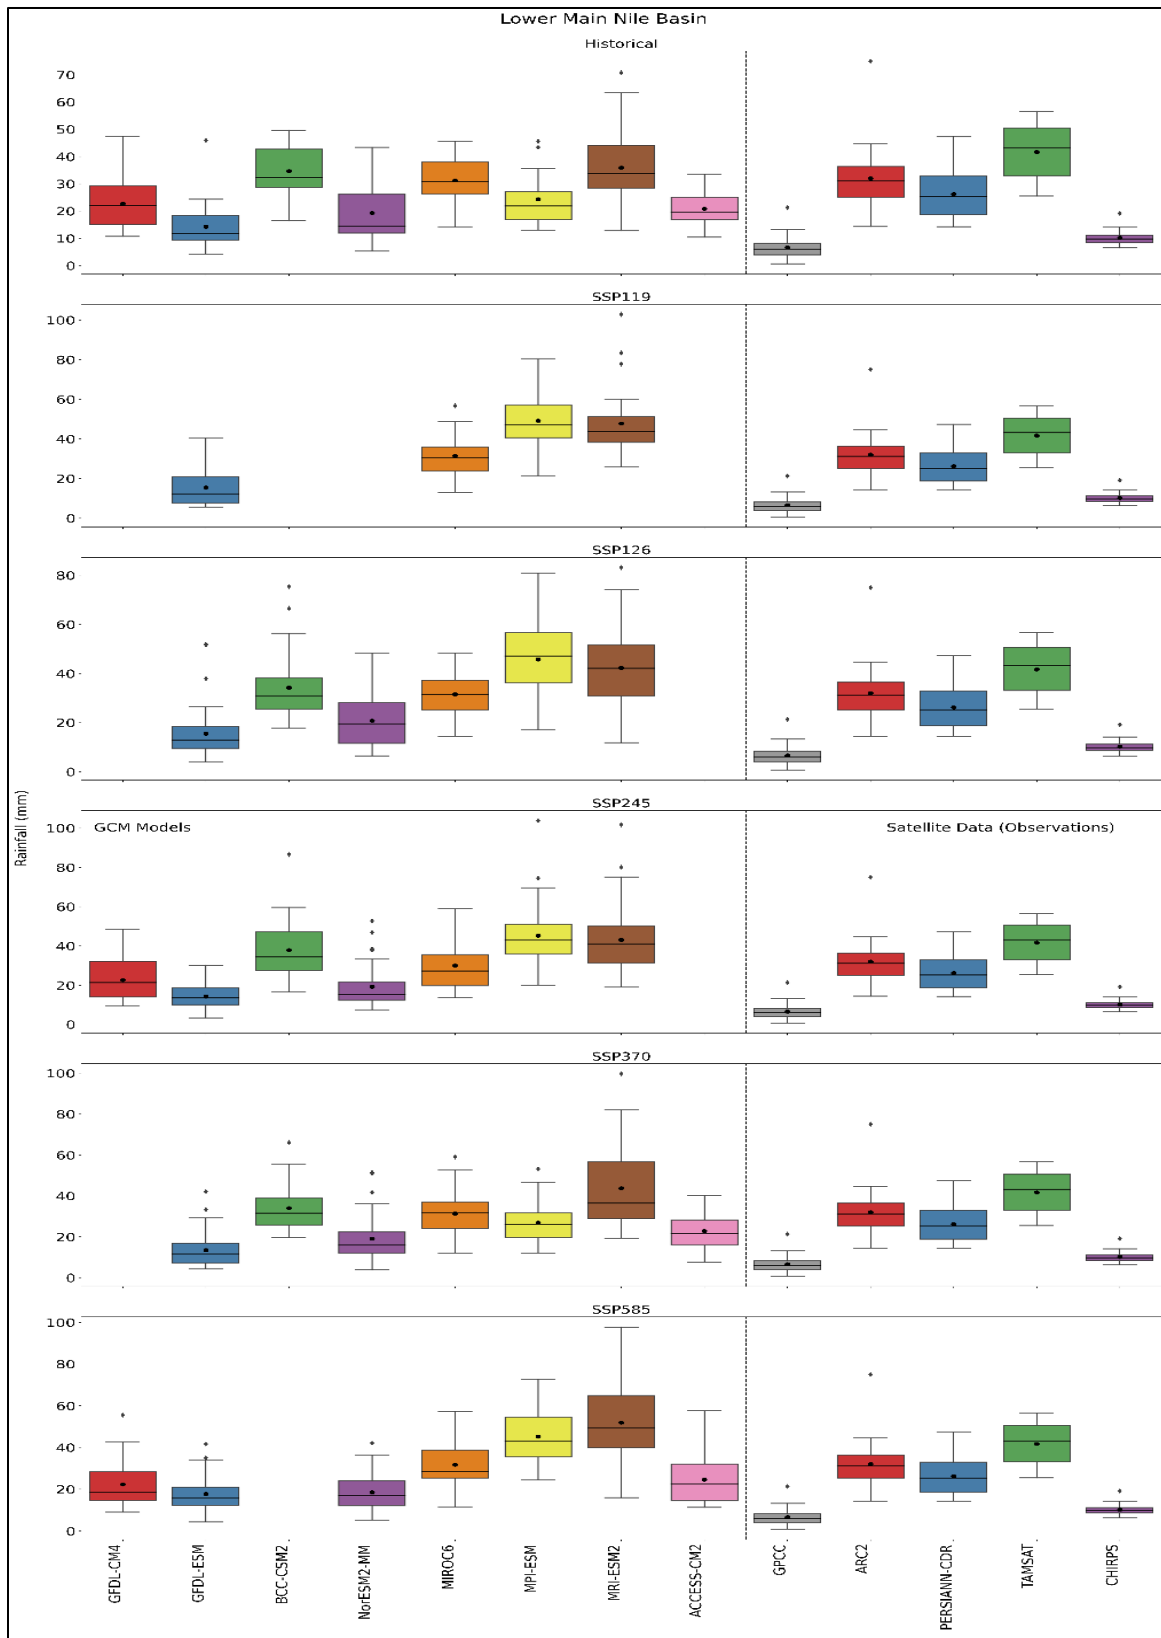 Lower Main Nile Basin
Historical
70
60
50
40
30
20
10
0
SSP119
100
80
60
40
20
0
SSP126
80
60
40
20
0
Rainfall (mm)
SSP245
GCM Models
Satellite Data (Observations)
100
80
60
40
20
0
SSP370
100
80
60
40
20
0
SSP585
100
80
60
40
20
0
GFDL-CM4
GFDL-ESM
BCC-CSM2
NorESM2-MM
MIROC6
MPI-ESM
MRI-ESM2
ACCESS-CM2
GPCC
ARC2
PERSIANN-CDR
TAMSAT
CHIRPS